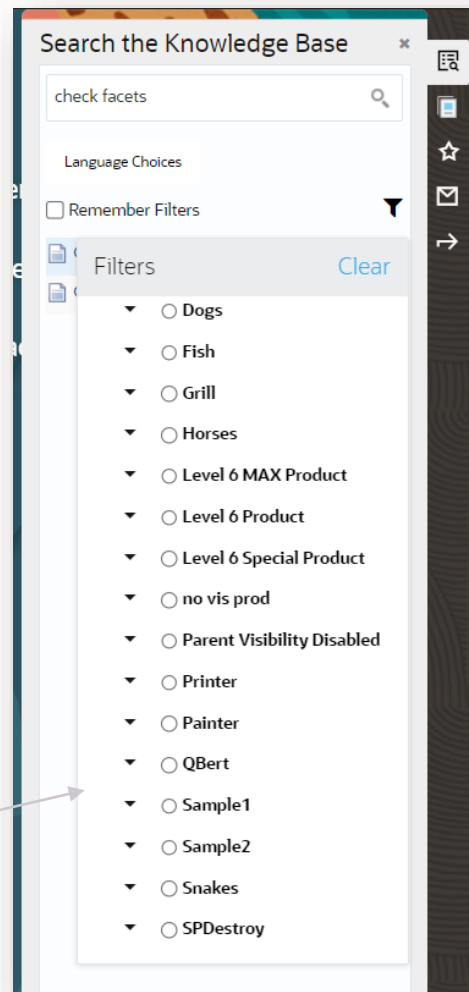 Search the Knowledge Base
check facets
Language Choices
Remember Filters
Filters
Clear
Dogs
Fish
Grill
Horses
Level 6 MAX Product
Level 6 Product
Level 6 Special Product
no vis prod
Parent Visibility Disabled
Printer
Painter
QBert
Sample1
Sample2
Snakes
SPDestroy